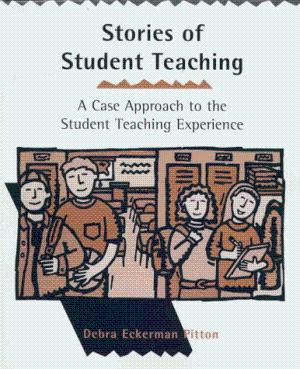 Stories of
Student Teaching
A Case Approach to the
Student Teaching Experience
Debra Eckerman Pitton